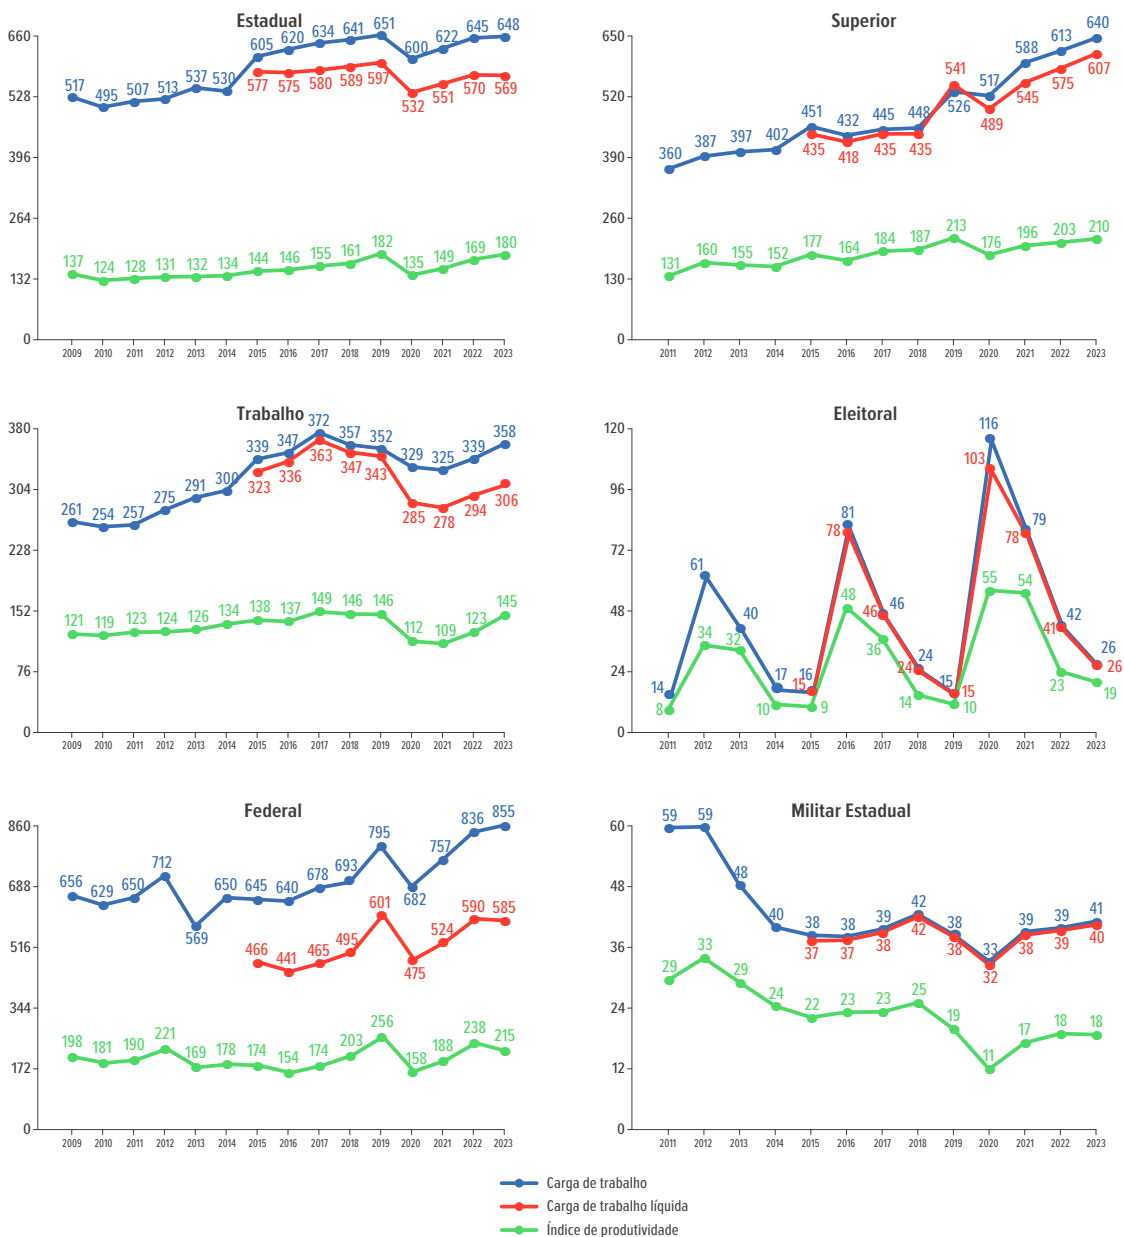 Estadual
660
528
396
264
132
0
517 495 507 513 537 530 605 620 634 641 651 600 622 645 648
577 575 580 589 597 532 551 570 569
137 124 128 131 132 134 144 146 155 161 182 135 149 169 180
2009 2010 2011 2012 2013 2014 2015 2016 2017 2018 2019 2020 2021 2022 2023
Superior
650
520
390
260
130
0
360 387 397 402 451 432 445 448 526 517 588 613 640
435 418 435 435 541 489 545 575 607
131 160 155 152 177 164 184 187 213 176 196 203 210
2011 2012 2013 2014 2015 2016 2017 2018 2019 2020 2021 2022 2023
Trabalho
380
304
228
152
76
0
261 254 257 275 291 300 339 347 372 357 352 329 325 339 358
323 336 363 347 343 285 278 294 306
121 119 123 124 126 134 138 137 149 146 146 112 109 123 145
2009 2010 2011 2012 2013 2014 2015 2016 2017 2018 2019 2020 2021 2022 2023
Eleitoral
120
96
72
48
24
0
14 61 40 17 16 81 46 24 15 116 79 42 26
15 78 46 24 15 103 78 41 26
8 34 32 10 9 48 36 14 10 55 54 23 19
2011 2012 2013 2014 2015 2016 2017 2018 2019 2020 2021 2022 2023
Federal
860
688
516
344
172
0
656 629 650 712 569 650 645 640 678 693 795 682 757 836 855
466 441 465 495 601 475 524 590 585
198 181 190 221 169 178 174 154 174 203 256 158 188 238 215
2009 2010 2011 2012 2013 2014 2015 2016 2017 2018 2019 2020 2021 2022 2023
Militar Estadual
60
48
36
24
12
0
59 59 48 40 38 38 39 42 38 33 39 39 41
37 37 38 42 38 32 38 39 40
29 33 29 24 22 23 23 25 19 11 17 18 18
2011 2012 2013 2014 2015 2016 2017 2018 2019 2020 2021 2022 2023
Carga de trabalho
Carga de trabalho líquida
Índice de produtividade